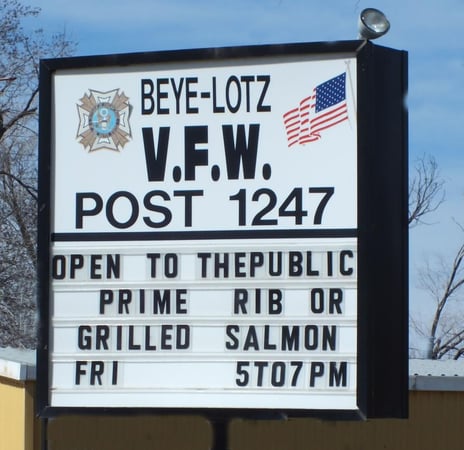 BEYE-LOTZ
V.F.W.
POST 1247
OPEN TO THEPUBLIC
PRIME RIB OR
GRILLED SALMON
FRI 5TO7PM